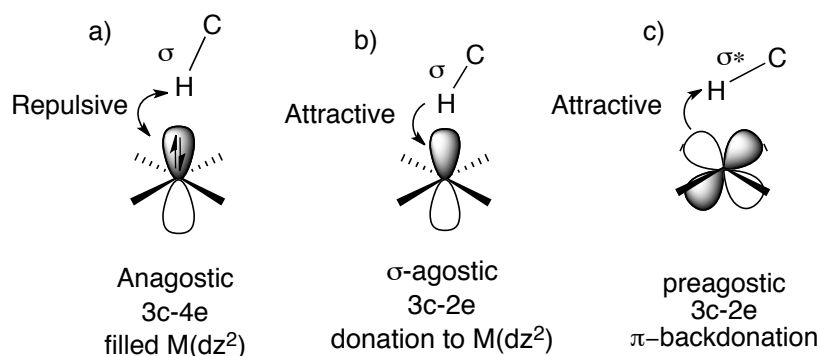 a)
σ
C
H
Repulsive
Anagostic
3c-4e
filled M(dz²)
b)
σ
C
H
Attractive
σ-agostic
3c-2e
donation to M(dz²)
c)
σ*
C
H
Attractive
preagostic
3c-2e
π-backdonation